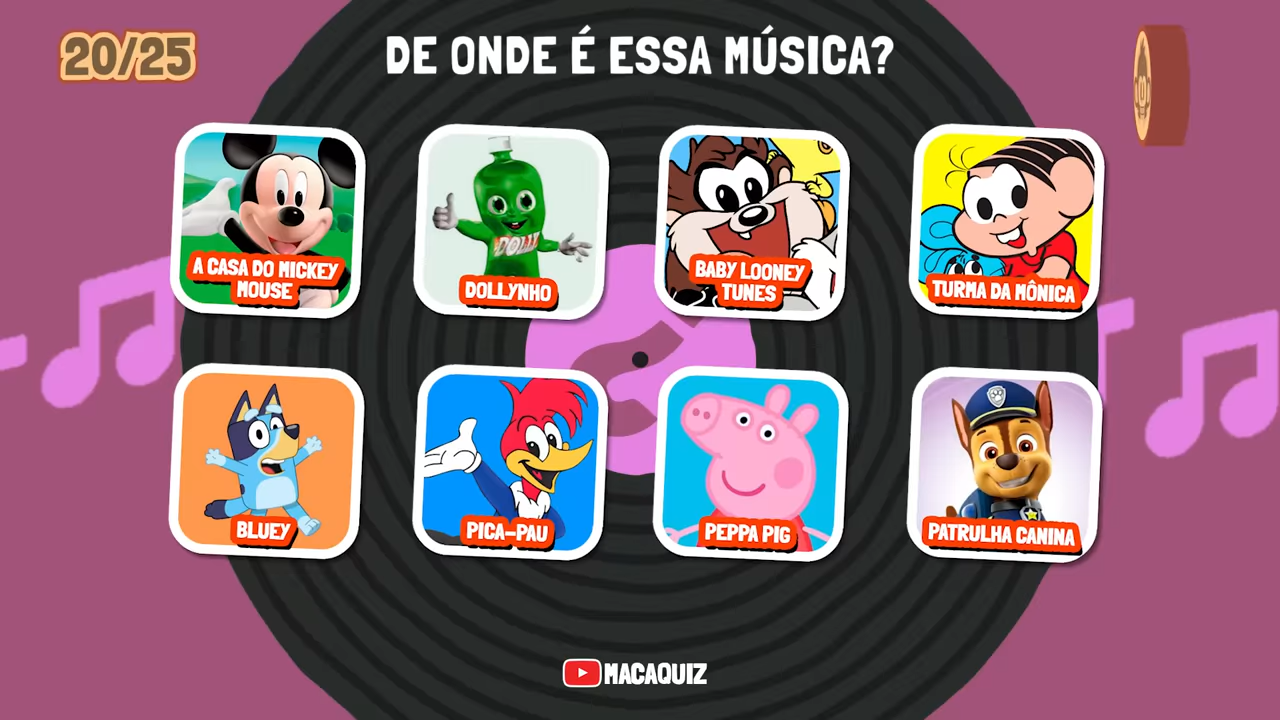 20/25
DE ONDE É ESSA MÚSICA?
A CASA DO MICKEY
MOUSE
DOLLY
DOLLYNHO
BABY LOONEY
TUNES
TURMA DA MÔNICA
BLUEY
PICA-PAU
PEPPA PIG
PATRULHA CANINA
MACAQUIZ